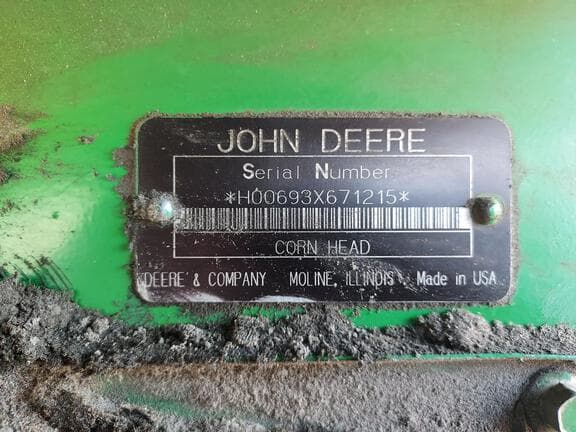 JOHN DEERE
Serial Number
*H00693X671215*
CORN HEAD
DEERE & COMPANY MOLINE, ILLINOIS Made in USA